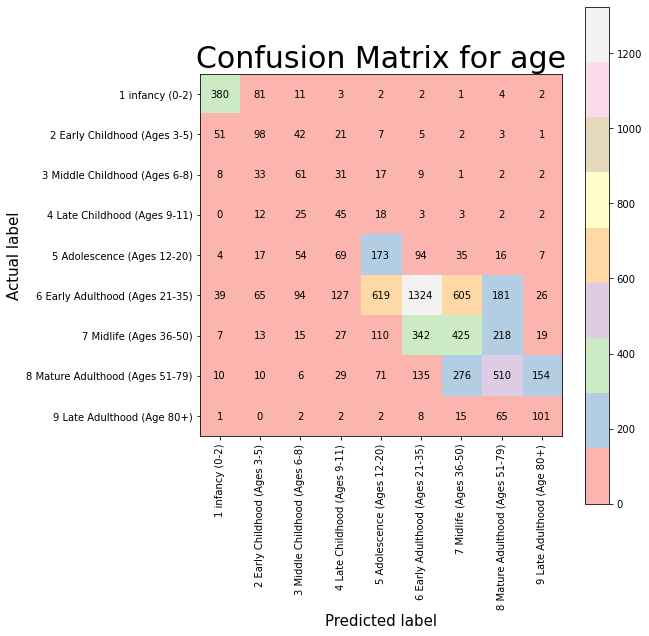 Confusion Matrix for age
1 infancy (0-2) 380 81 11 3 2 2 1 4 2
2 Early Childhood (Ages 3-5) 51 98 42 21 7 5 2 3 1
3 Middle Childhood (Ages 6-8) 8 33 61 31 17 9 1 2 2
4 Late Childhood (Ages 9-11) 0 12 25 45 18 3 3 2 2
5 Adolescence (Ages 12-20) 4 17 54 69 173 94 35 16 7
6 Early Adulthood (Ages 21-35) 39 65 94 127 619 1324 605 181 26
7 Midlife (Ages 36-50) 7 13 15 27 110 342 425 218 19
8 Mature Adulthood (Ages 51-79) 10 10 6 29 71 135 276 510 154
9 Late Adulthood (Age 80+) 1 0 2 2 2 8 15 65 101
Actual label
1 infancy (0-2)
2 Early Childhood (Ages 3-5)
3 Middle Childhood (Ages 6-8)
4 Late Childhood (Ages 9-11)
5 Adolescence (Ages 12-20)
6 Early Adulthood (Ages 21-35)
7 Midlife (Ages 36-50)
8 Mature Adulthood (Ages 51-79)
9 Late Adulthood (Age 80+)
Predicted label
1200
1000
800
600
400
200
0